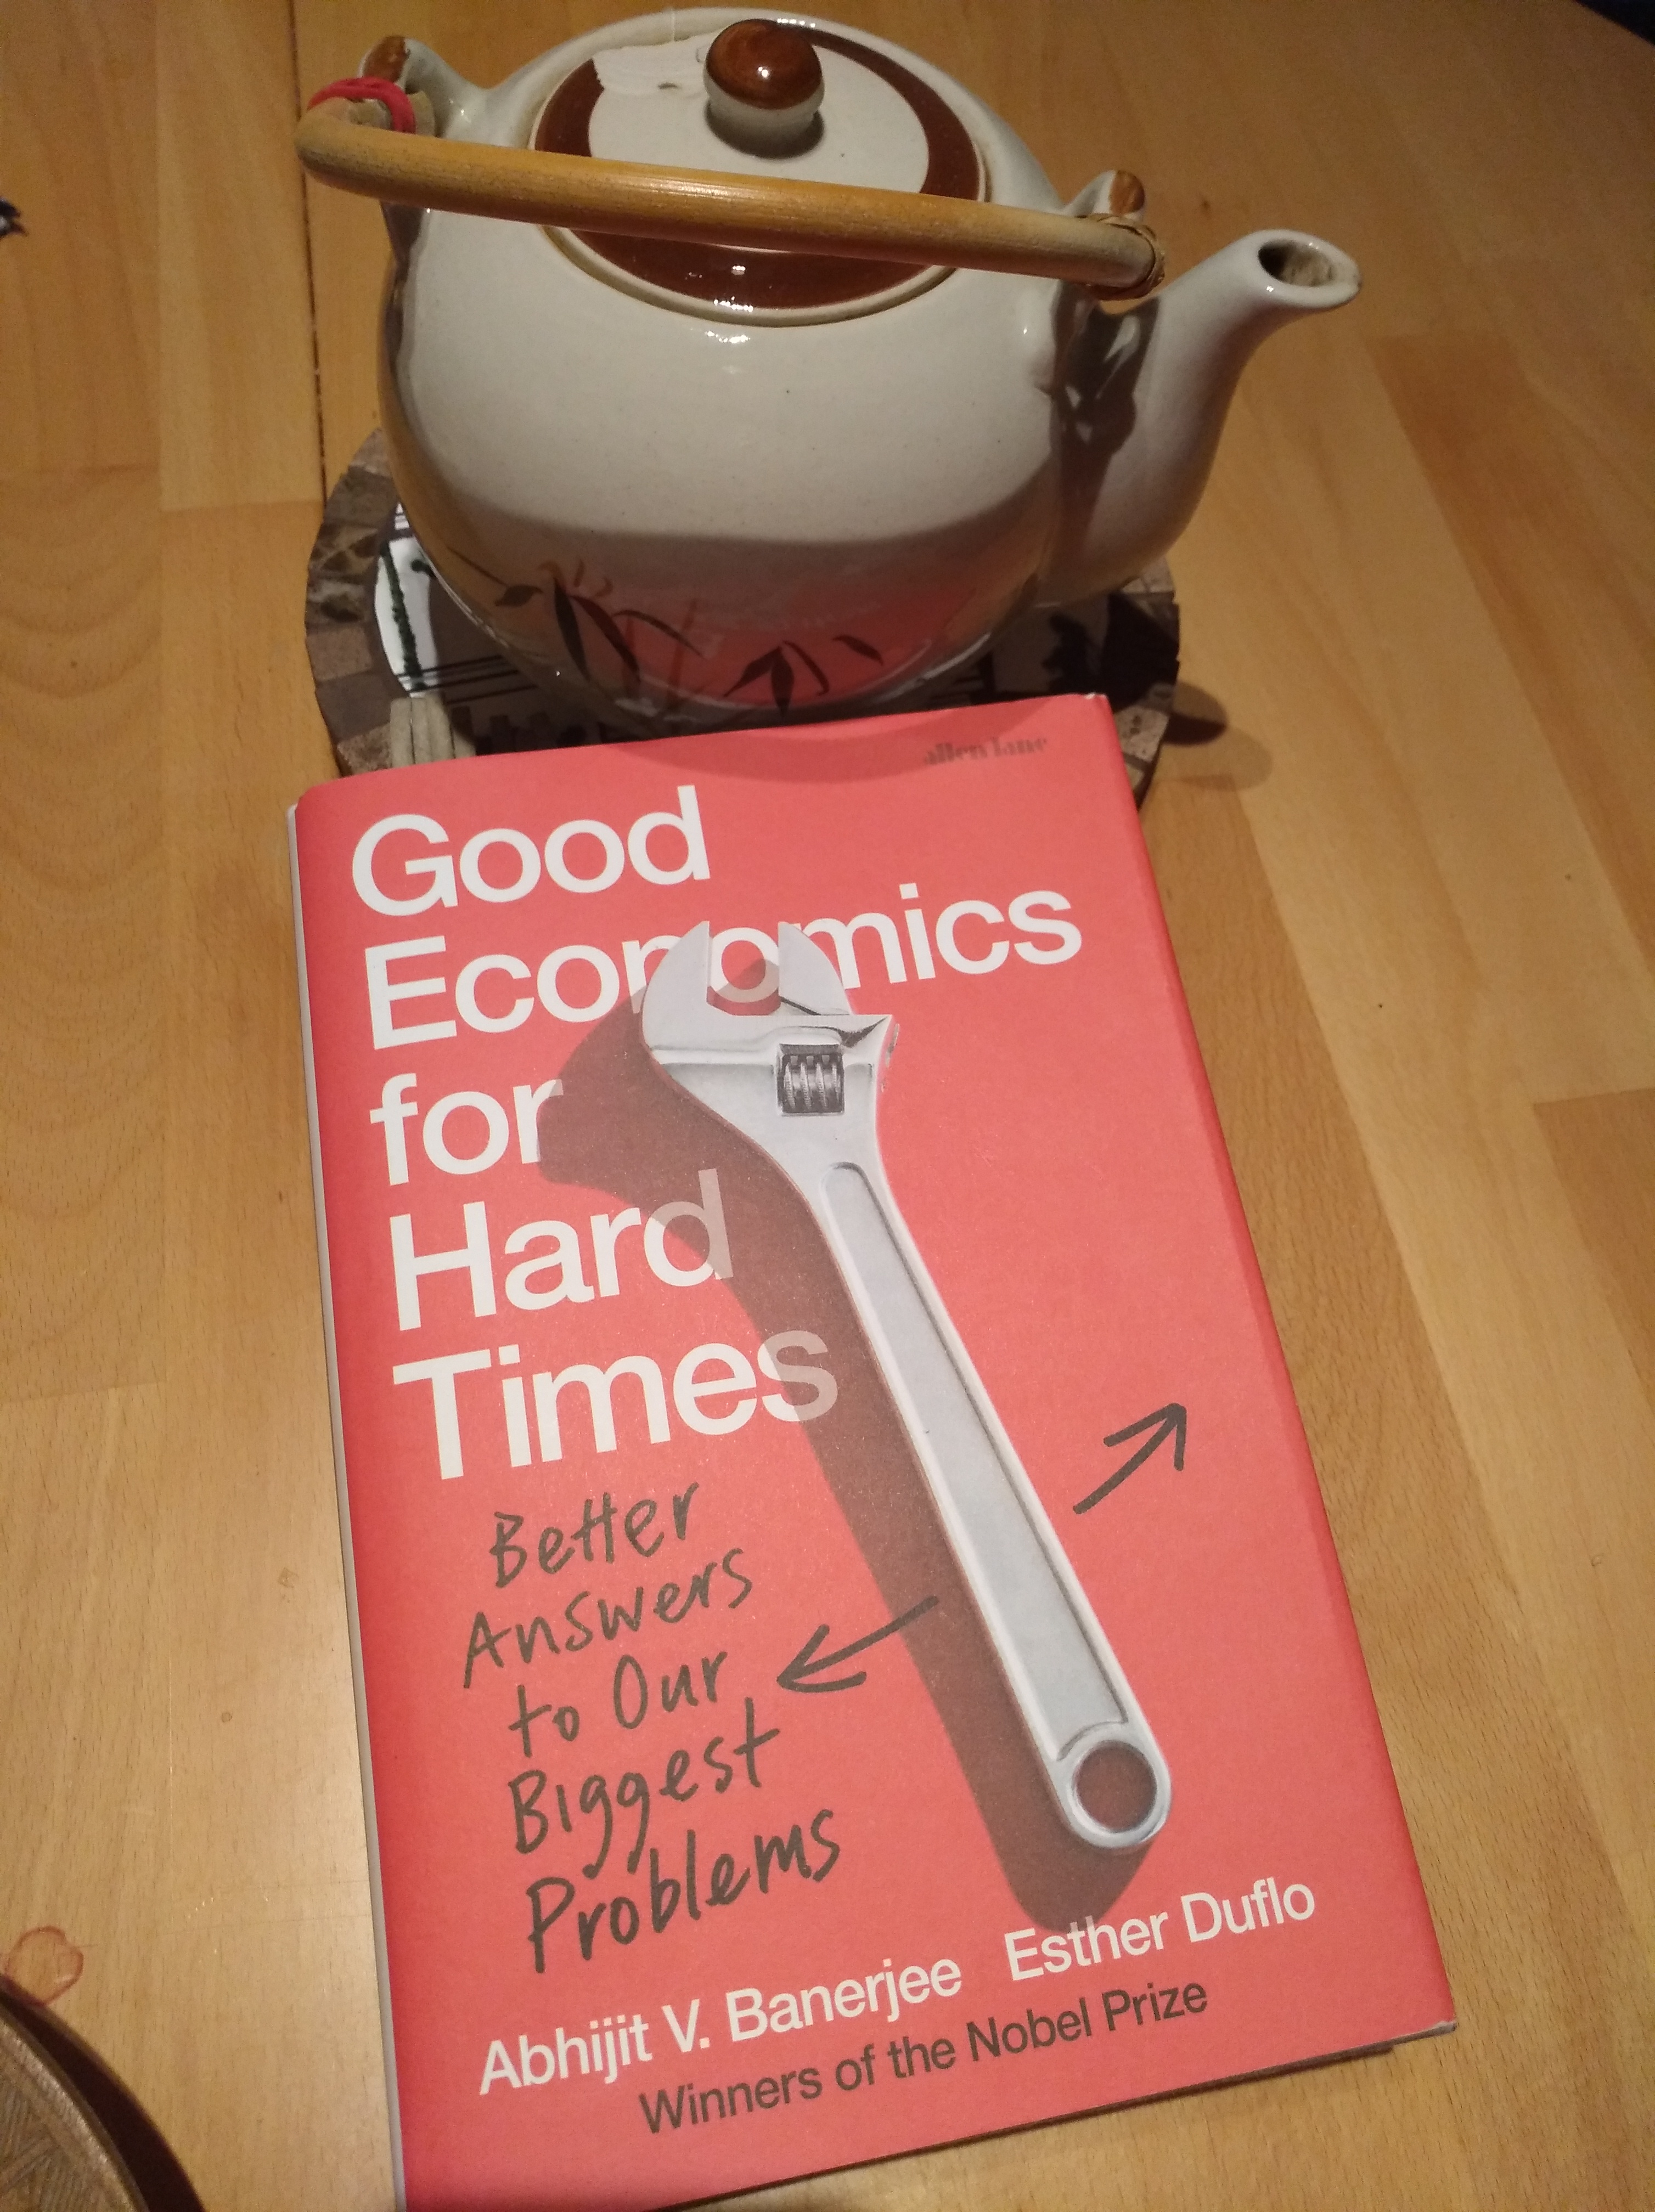 allen lane
Good
Economics
for
Hard
Times
Better
Answers
to Our
Biggest
Problems
Abhijit V. Banerjee Esther Duflo
Winners of the Nobel Prize